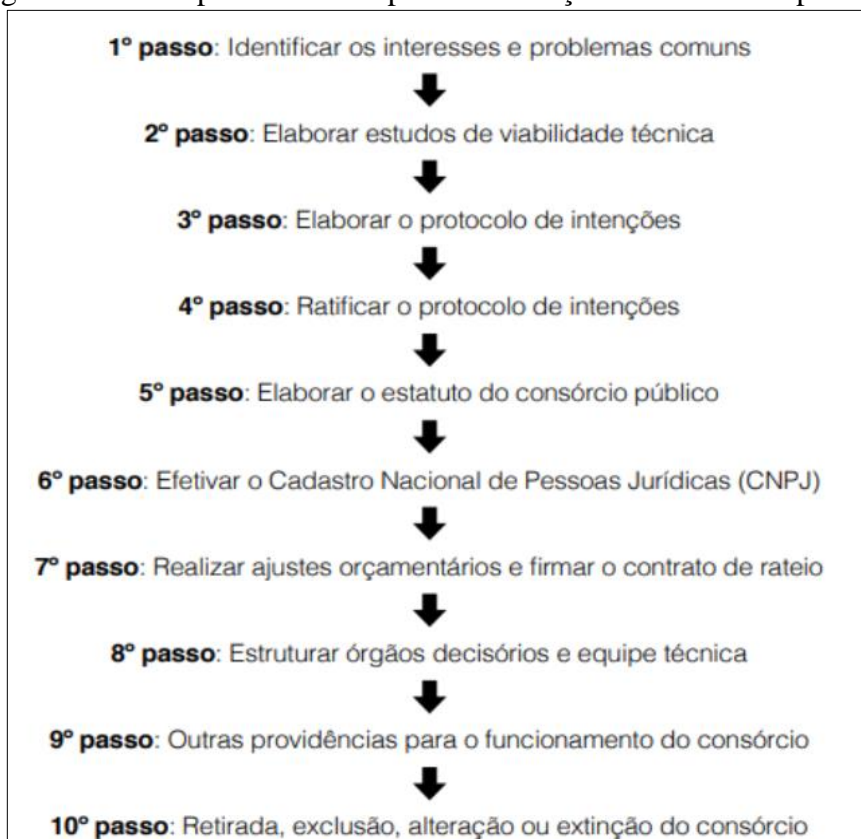 1º passo: Identificar os interesses e problemas comuns
2º passo: Elaborar estudos de viabilidade técnica
3º passo: Elaborar o protocolo de intenções
4º passo: Ratificar o protocolo de intenções
5º passo: Elaborar o estatuto do consórcio público
6º passo: Efetivar o Cadastro Nacional de Pessoas Jurídicas (CNPJ)
7º passo: Realizar ajustes orçamentários e firmar o contrato de rateio
8º passo: Estruturar órgãos decisórios e equipe técnica
9º passo: Outras providências para o funcionamento do consórcio
10º passo: Retirada, exclusão, alteração ou extinção do consórcio